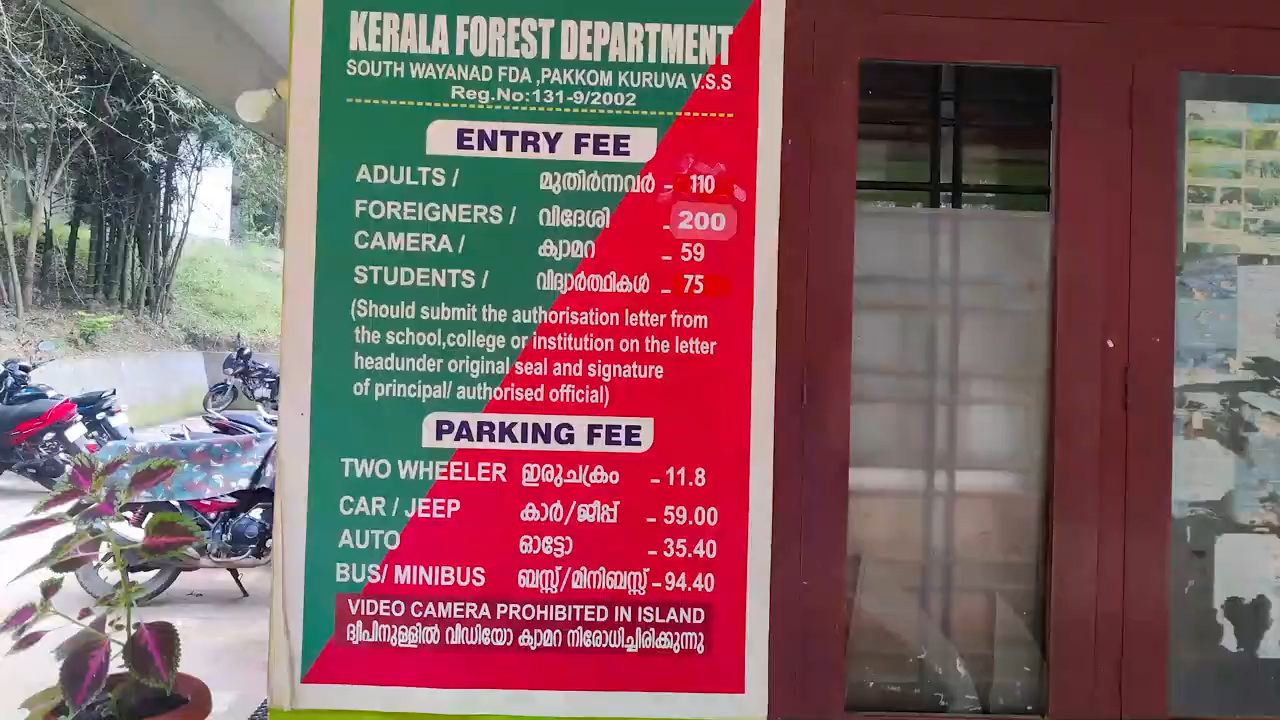 KERALA FOREST DEPARTMENT
SOUTH WAYANAD FDA ,PAKKOM KURUVA V.S.S
Reg.No:131-9/2002
ENTRY FEE
ADULTS / മുതിർന്നവർ - 110
FOREIGNERS / വിദേശി - 200
CAMERA / ക്യാമറ - 59
STUDENTS / വിദ്യാർത്ഥികൾ - 75
(Should submit the authorisation letter from
the school,college or institution on the letter
headunder original seal and signature
of principal/ authorised official)
PARKING FEE
TWO WHEELER ഇരുചക്രം - 11.8
CAR / JEEP കാർ/ജീപ്പ് - 59.00
AUTO ഓട്ടോ - 35.40
BUS/ MINIBUS ബസ്സ്/മിനിബസ്സ് - 94.40
VIDEO CAMERA PROHIBITED IN ISLAND
ദ്വീപിനുള്ളിൽ വിഡിയോ ക്യാമറ നിരോധിച്ചിരിക്കുന്നു